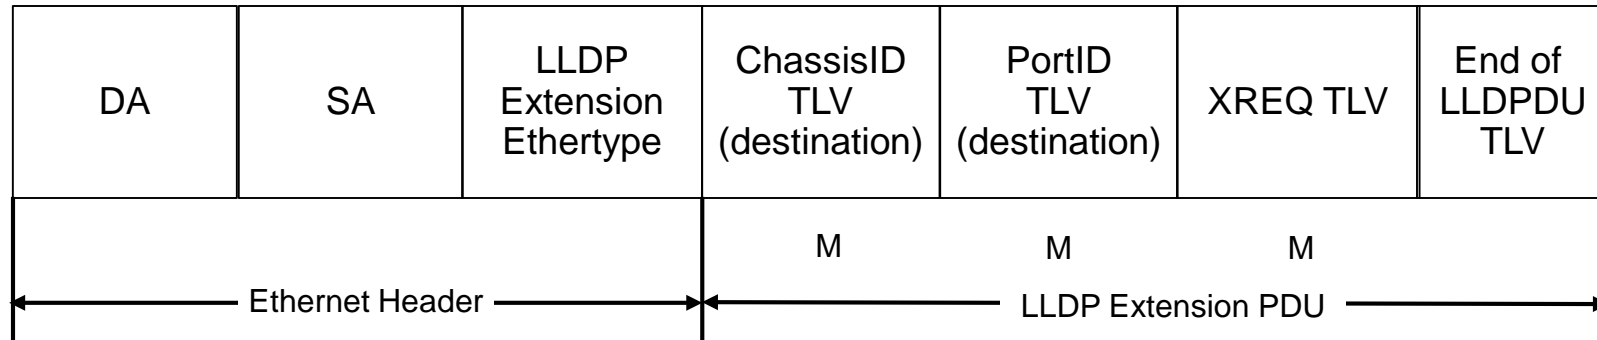 DA
SA
LLDP
Extension
Ethertype
ChassisID
TLV
(destination)
PortID
TLV
(destination)
XREQ TLV
End of
LLDPDU
TLV
M
M
M
Ethernet Header
LLDP Extension PDU